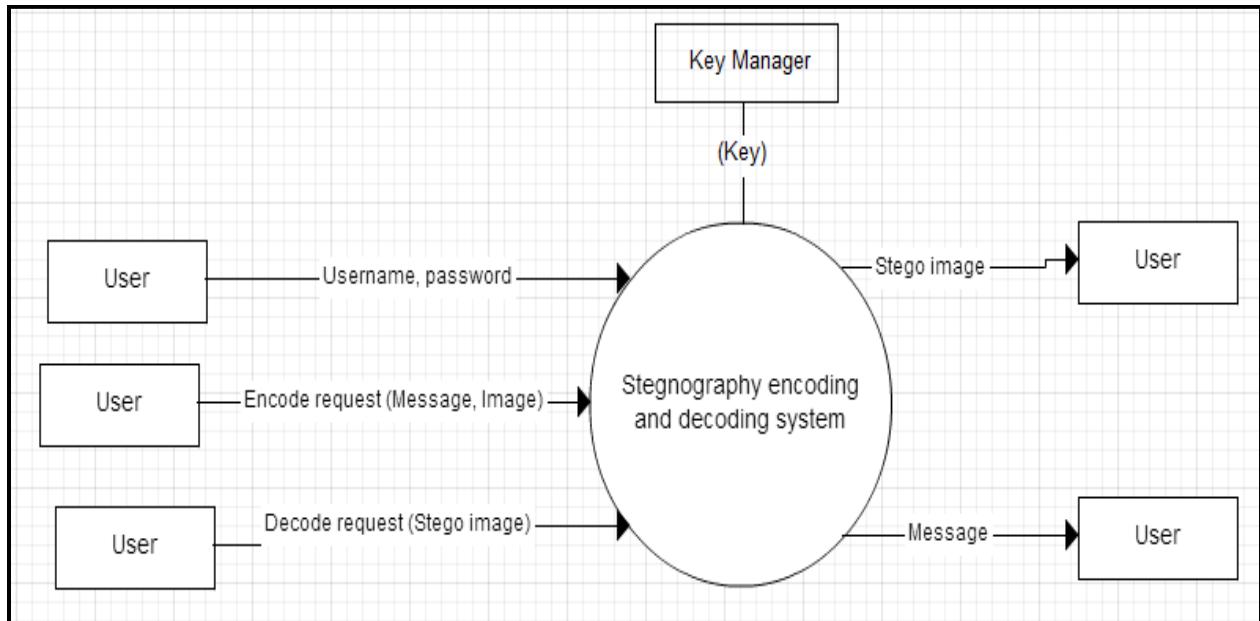 Key Manager
(Key)
User
Username, password
Stego image
User
User
Encode request (Message, Image)
Stegnography encoding
and decoding system
User
Decode request (Stego image)
Message
User